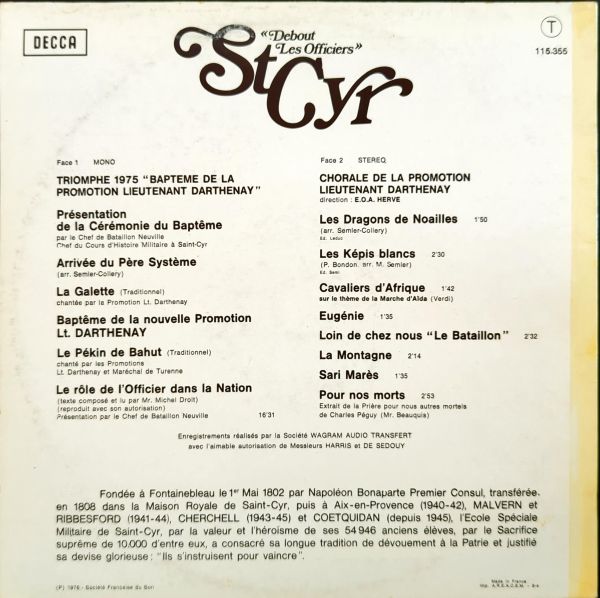 DECCA
«Debout
Les Officiers»
St Cyr
T
115.355
Face 1 MONO
TRIOMPHE 1975 “BAPTEME DE LA
PROMOTION LIEUTENANT DARTHENAY”
Présentation
de la Cérémonie du Baptême
par le Chef de Bataillon Neuville
Chef du Cours d'Histoire Militaire à Saint-Cyr
Arrivée du Père Système
(arr. Semler-Collery)
La Galette (Traditionnel)
chantée par la Promotion Lt. Darthenay
Baptême de la nouvelle Promotion
Lt. DARTHENAY
Le Pékin de Bahut (Traditionnel)
chanté par les Promotions
Lt. Darthenay et Maréchal de Turenne
Le rôle de l'Officier dans la Nation
(texte composé et lu par Mr. Michel Droit)
(reproduit avec son autorisation)
Présentation par le Chef de Bataillon Neuville 16'31
Face 2 STEREO
CHORALE DE LA PROMOTION
LIEUTENANT DARTHENAY
direction : E.O.A. HERVE
Les Dragons de Noailles 1'50
(arr. Semler-Collery)
Ed. Leduc
Les Képis blancs 2'30
(P. Bondon. arr. M. Semler)
Ed. Semi
Cavaliers d'Afrique 1'42
sur le thème de la Marche d'Aïda (Verdi)
Eugénie 1'35
Loin de chez nous “Le Bataillon” 2'32
La Montagne 2'14
Sari Marès 1'35
Pour nos morts 2'53
Extrait de la Prière pour nous autres mortels
de Charles Péguy (Mr. Beauquis)
Enregistrements réalisés par la Société WAGRAM AUDIO TRANSFERT
avec l'aimable autorisation de Messieurs HARRIS et DE SEDOUY
Fondée à Fontainebleau le 1er Mai 1802 par Napoléon Bonaparte Premier Consul, transférée
en 1808 dans la Maison Royale de Saint-Cyr, puis à Aix-en-Provence (1940-42), MALVERN et
RIBBESFORD (1941-44), CHERCHELL (1943-45) et COETQUIDAN (depuis 1945), l'Ecole Spéciale
Militaire de Saint-Cyr, par la valeur et l'héroïsme de ses 54 946 anciens élèves, par le Sacrifice
suprême de 10.000 d'entre eux, a consacré sa longue tradition de dévouement à la Patrie et justifié
sa devise glorieuse : “Ils s'instruisent pour vaincre”.
(P) 1976 - Société Française du Son
Made in France
Imp. A.R.E.A.C.E.M.